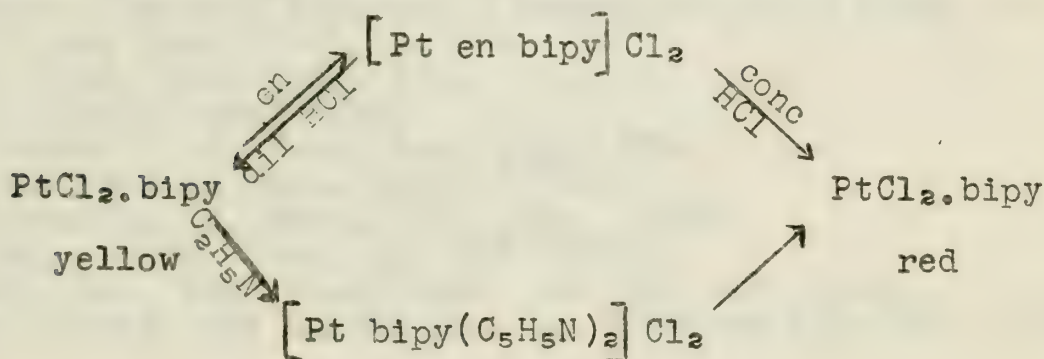 [Pt en bipy]Cl₂
en
dil HCl
conc
HCl
PtCl₂.bipy
PtCl₂.bipy
C₂H₅N
yellow
red
[Pt bipy(C₅H₅N)₂]Cl₂